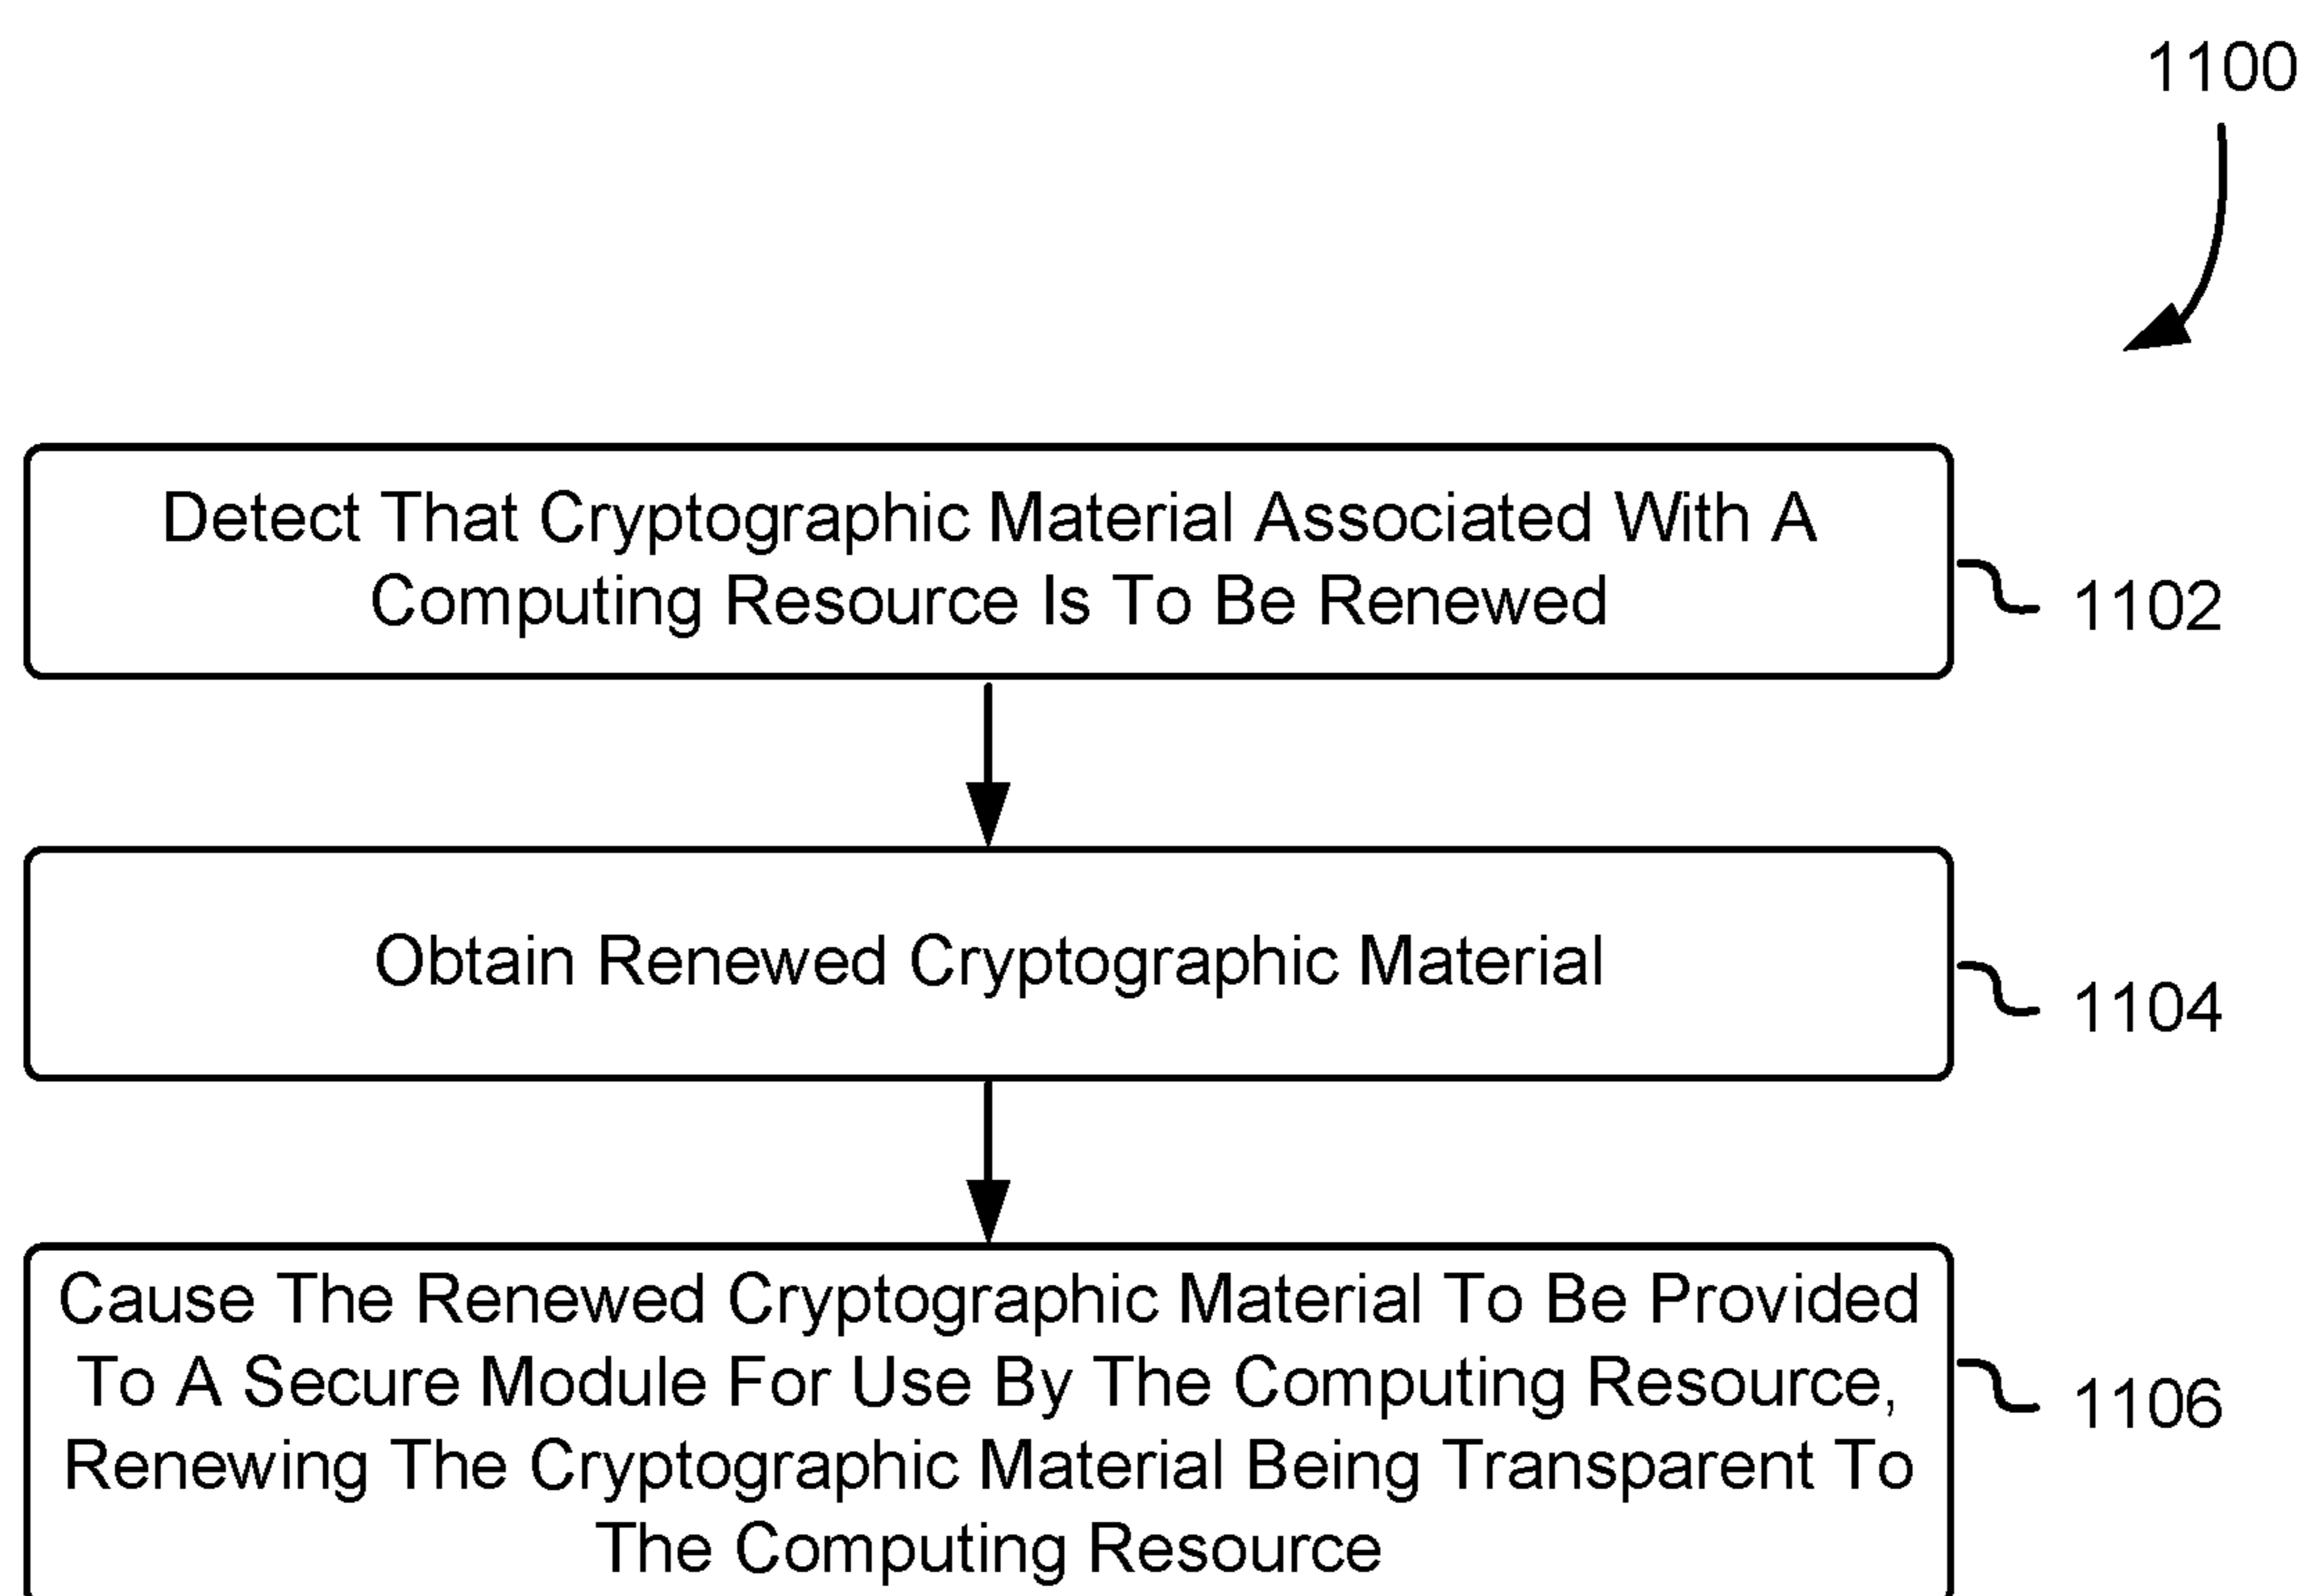 1100
Detect That Cryptographic Material Associated With A
Computing Resource Is To Be Renewed
1102
Obtain Renewed Cryptographic Material
1104
Cause The Renewed Cryptographic Material To Be Provided
To A Secure Module For Use By The Computing Resource,
Renewing The Cryptographic Material Being Transparent To
The Computing Resource
1106